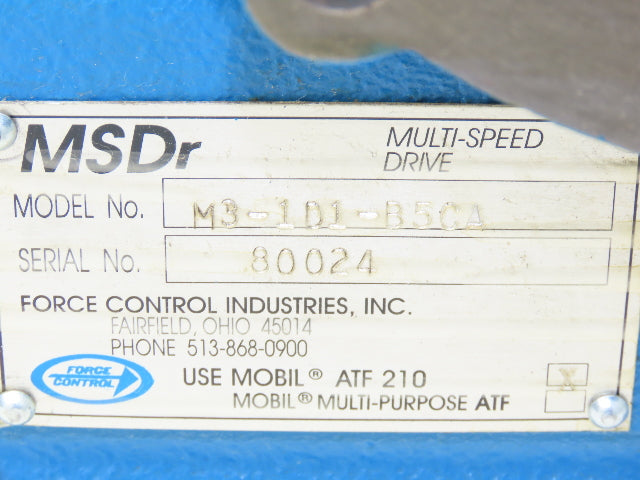 MSDr MULTI-SPEED
DRIVE
MODEL No. M3-1D1-B5CA
SERIAL No. 80024
FORCE CONTROL INDUSTRIES, INC.
FAIRFIELD, OHIO 45014
PHONE 513-868-0900
FORCE
CONTROL
USE MOBIL® ATF 210 X
MOBIL® MULTI-PURPOSE ATF